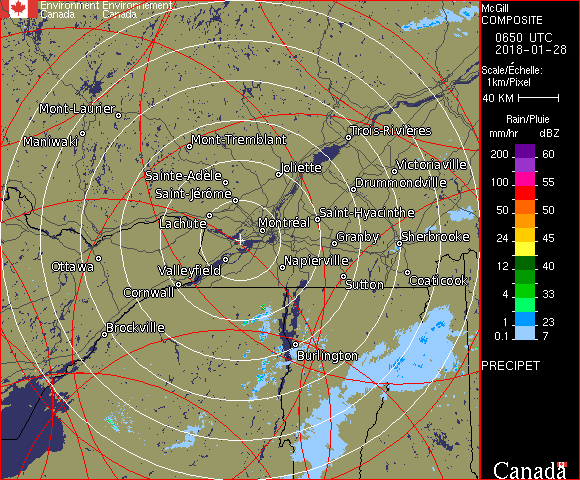 Environment Environnement
Canada Canada
McGill
COMPOSITE
0650 UTC
2018-01-28
Scale/Échelle:
1km/Pixel
40 KM
Rain/Pluie
mm/hr dBZ
200 60
100 55
50 50
24 45
12 40
4 33
1 23
0.1 7
PRECIPET
Mont-Laurier
Maniwaki
Mont-Tremblant
Trois-Rivières
Sainte-Adèle
Joliette
Victoriaville
Saint-Jérôme
Drummondville
Lachute
Montréal
Saint-Hyacinthe
Granby
Sherbrooke
Ottawa
Valleyfield
Napierville
Cornwall
Sutton
Coaticook
Brockville
Burlington
Canada